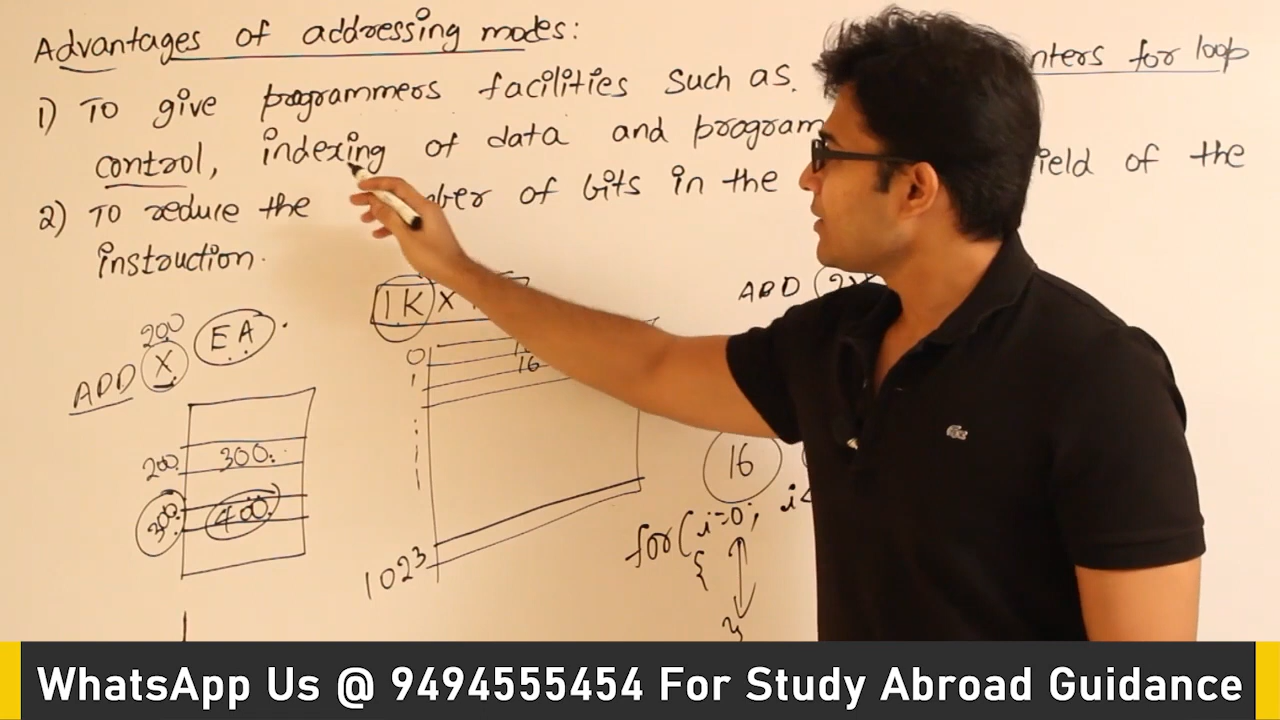 Advantages of addressing modes:
1) To give programmers facilities such as. nters for loop
control, indexing of data and program
2) To reduce the ber of bits in the ield of the
instruction.
200
ADD X EA.
1K X
ADD
0
1
16
200. 300.
300. 400.
1023
16
for(i=0; i<
{
}
WhatsApp Us @ 9494555454 For Study Abroad Guidance